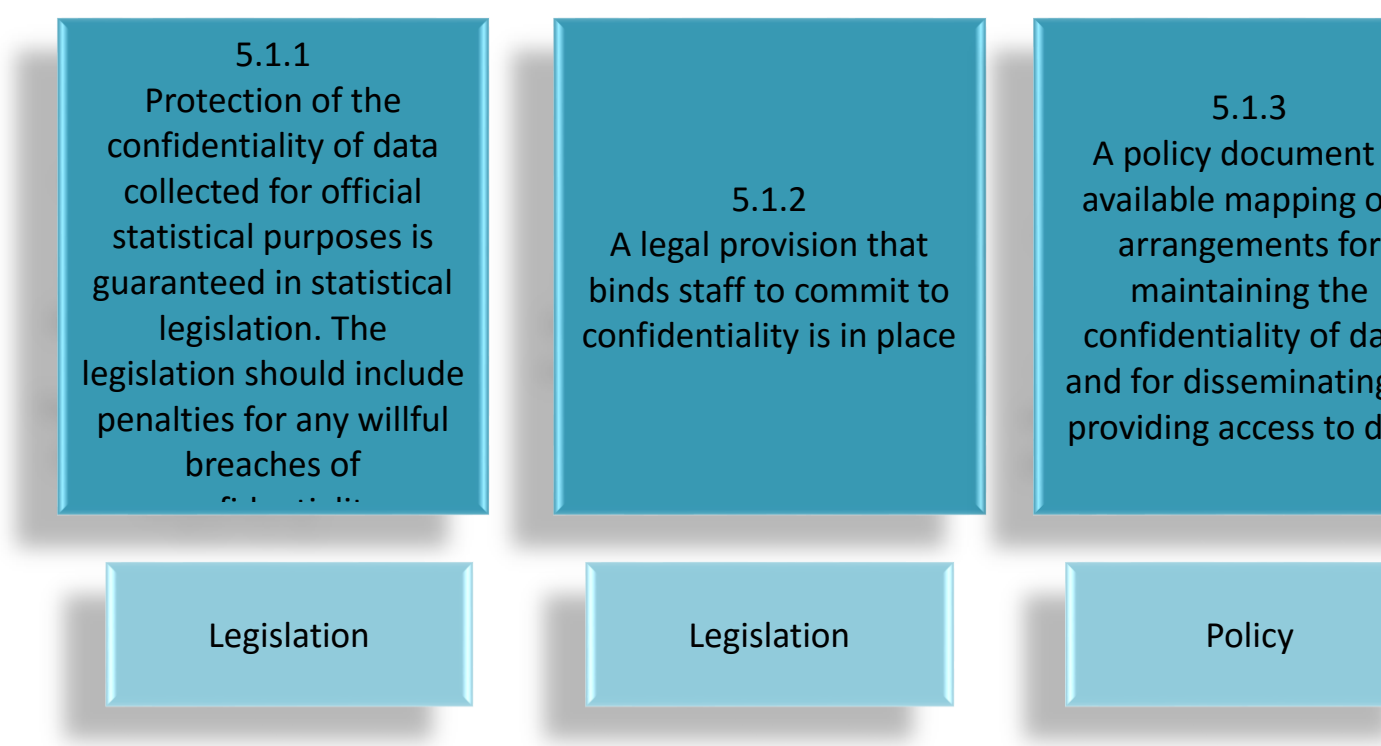 5.1.1
Protection of the
confidentiality of data
collected for official
statistical purposes is
guaranteed in statistical
legislation. The
legislation should include
penalties for any willful
breaches of
5.1.2
A legal provision that
binds staff to commit to
confidentiality is in place
5.1.3
A policy document
available mapping
arrangements for
maintaining the
confidentiality of
and for disseminating
providing access to
Legislation
Legislation
Policy